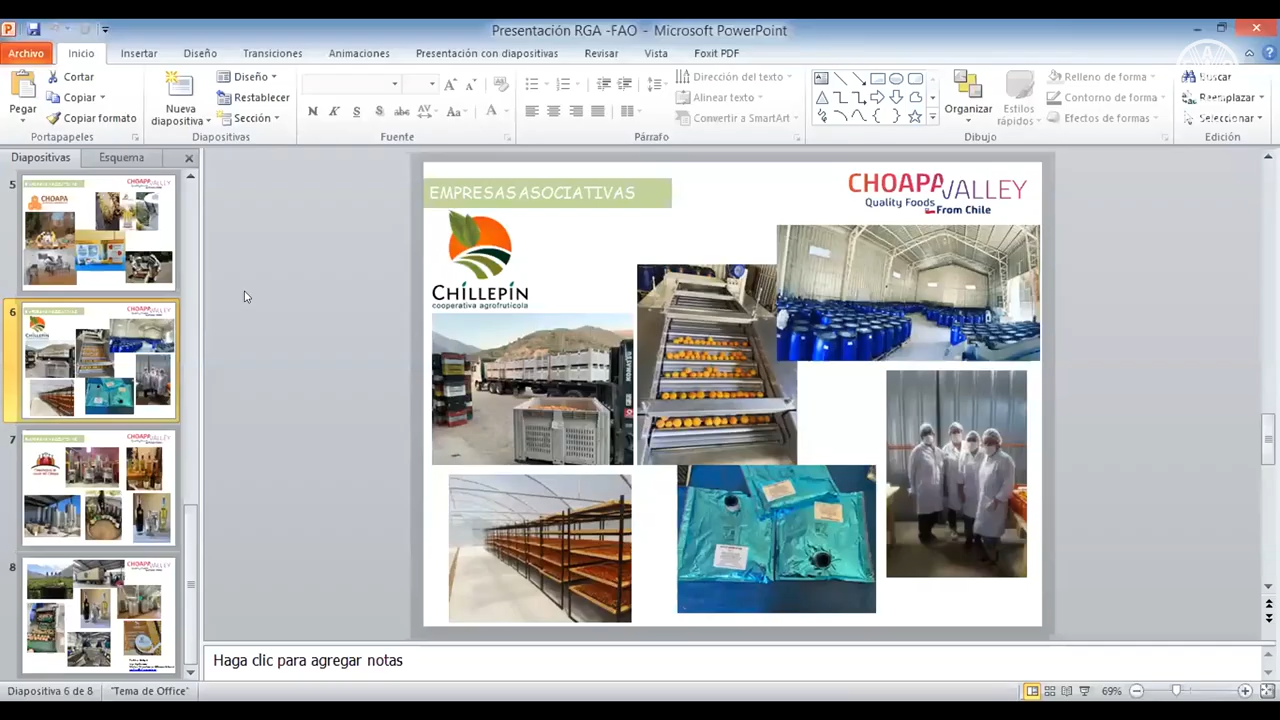 Presentación RGA -FAO - Microsoft PowerPoint
Archivo Inicio Insertar Diseño Transiciones Animaciones Presentación con diapositivas Revisar Vista Foxit PDF
Pegar
Cortar
Copiar
Copiar formato
Portapapeles
Nueva diapositiva
Diseño
Restablecer
Sección
Diapositivas
Fuente
Dirección del texto
Alinear texto
Convertir a SmartArt
Párrafo
Organizar
Estilos rápidos
Relleno de forma
Contorno de forma
Efectos de forma
Dibujo
Buscar
Reemplazar
Seleccionar
Edición
Diapositivas Esquema
5
CHOAPA
6
7
8
EMPRESAS ASOCIATIVAS
CHOAPA VALLEY
Quality Foods
From Chile
CHILLEPÍN
cooperativa agrofrutícola
Haga clic para agregar notas
Diapositiva 6 de 8 "Tema de Office" 69%